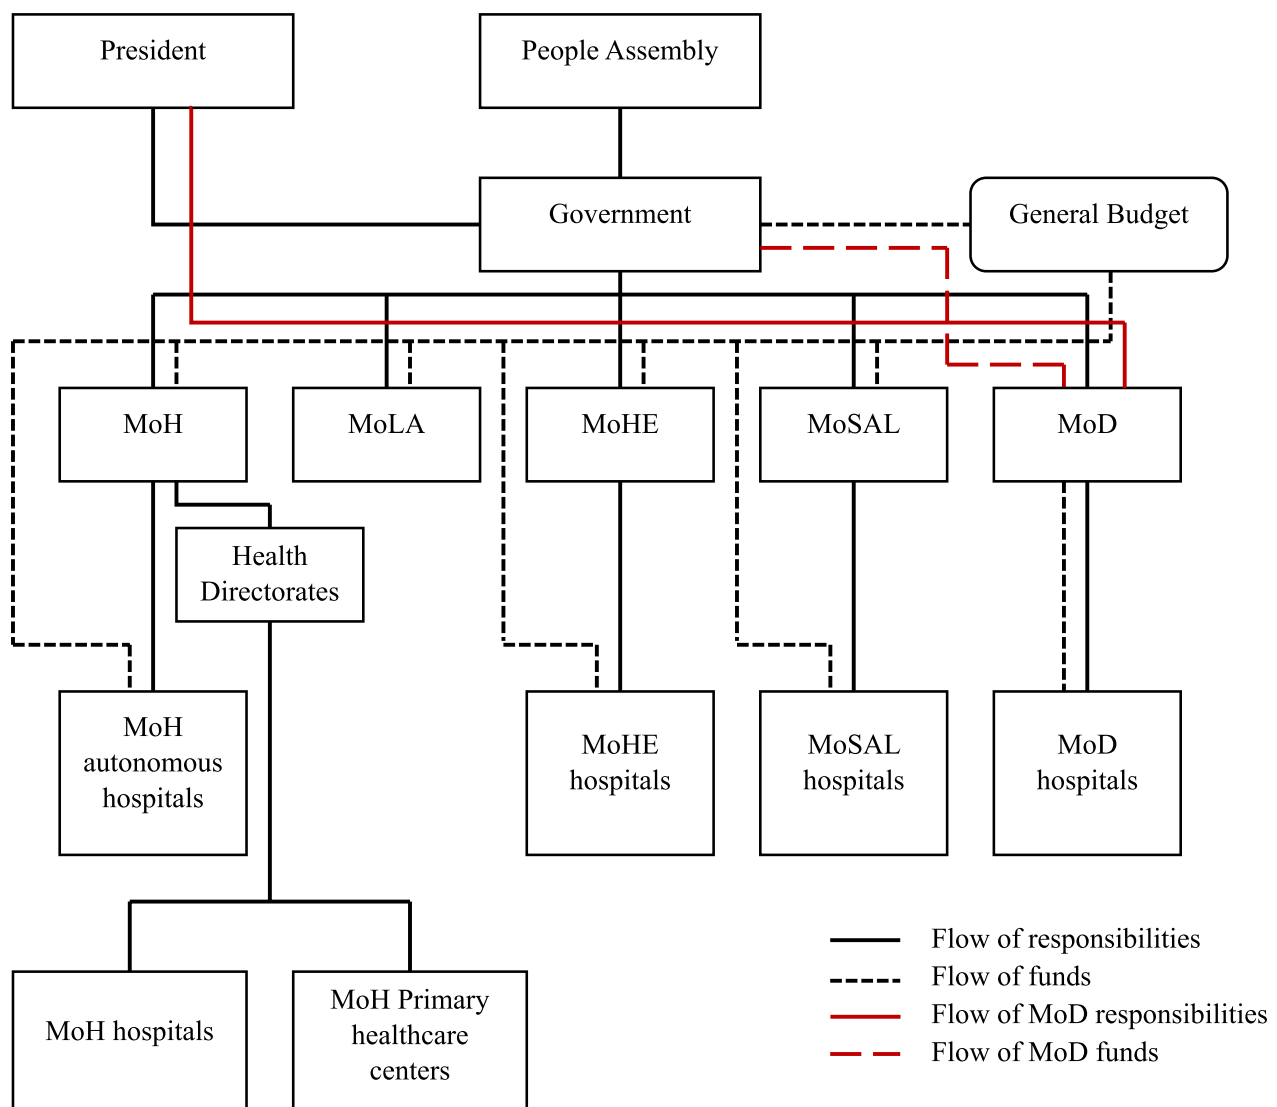 President
People Assembly
Government
General Budget
MoH
MoLA
MoHE
MoSAL
MoD
Health
Directorates
MoH
autonomous
hospitals
MoHE
hospitals
MoSAL
hospitals
MoD
hospitals
MoH hospitals
MoH Primary
healthcare
centers
Flow of responsibilities
Flow of funds
Flow of MoD responsibilities
Flow of MoD funds